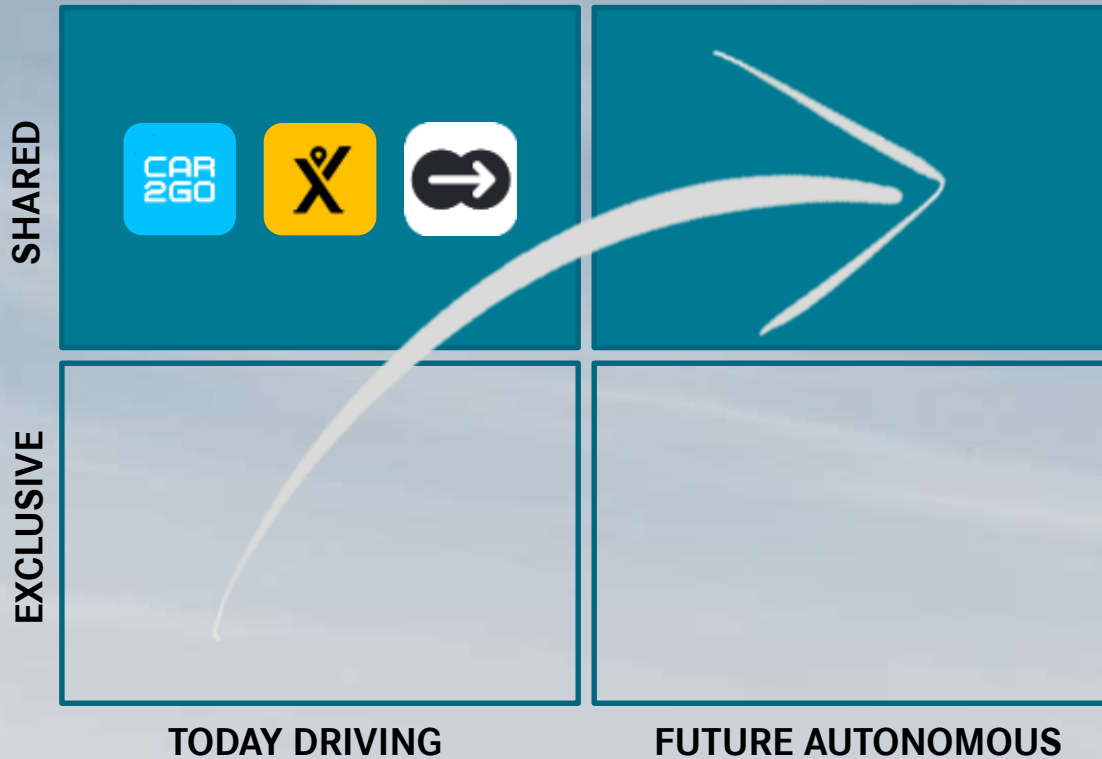 SHARED
CAR
2GO
EXCLUSIVE
TODAY DRIVING
FUTURE AUTONOMOUS